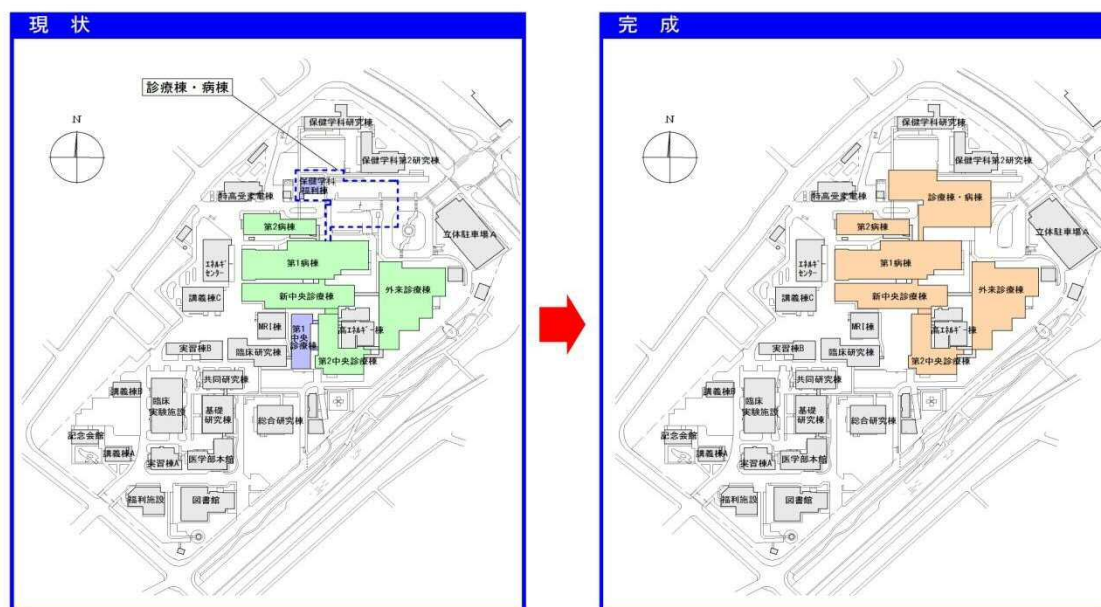 現 状
診療棟・病棟
N
保健学科研究棟
保健学科第2研究棟
保健学科
福利棟
特高受変電棟
第2病棟
立体駐車場A
エネルギー
センター
第1病棟
外来診療棟
講義棟C
新中央診療棟
MRI棟
第1
中央
診療棟
高エネルギー棟
実習棟B
臨床研究棟
第2中央診療棟
共同研究棟
講義棟B
臨床
実験施設
基礎
研究棟
総合研究棟
記念会館
講義棟A
実習棟A
医学部本館
福利施設
図書館
完 成
N
保健学科研究棟
保健学科第2研究棟
特高受変電棟
診療棟・病棟
第2病棟
立体駐車場A
エネルギー
センター
第1病棟
外来診療棟
講義棟C
新中央診療棟
MRI棟
高エネルギー棟
実習棟B
臨床研究棟
第2中央診療棟
共同研究棟
講義棟B
臨床
実験施設
基礎
研究棟
総合研究棟
記念会館
講義棟A
実習棟A
医学部本館
福利施設
図書館